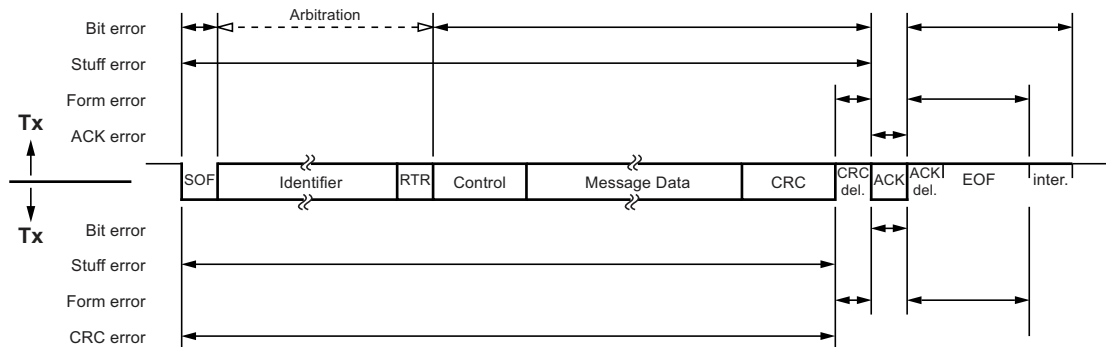 Arbitration
Bit error
Stuff error
Form error
Tx
ACK error
SOF Identifier RTR Control Message Data CRC CRC del. ACK ACK del. EOF inter.
Tx
Bit error
Stuff error
Form error
CRC error